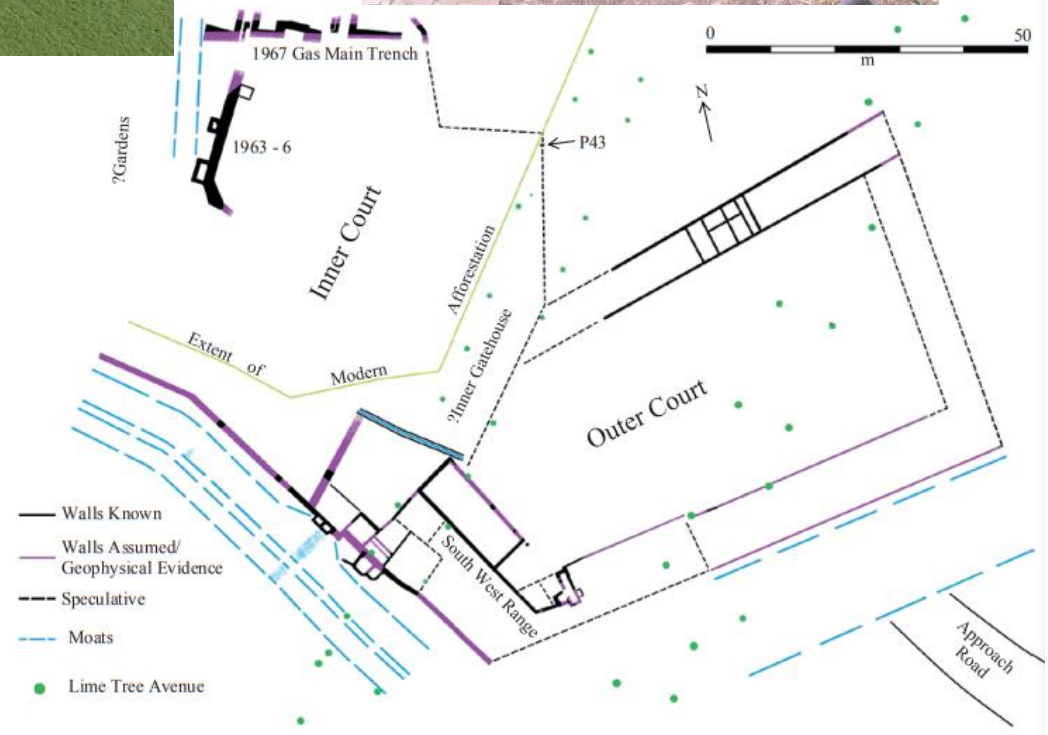 1967 Gas Main Trench
0 50
m
N
?Gardens
1963 - 6
P43
Inner Court
Afforestation
?Inner Gatehouse
Extent of Modern
Outer Court
South West Range
Approach
Road
Walls Known
Walls Assumed/
Geophysical Evidence
Speculative
Moats
Lime Tree Avenue